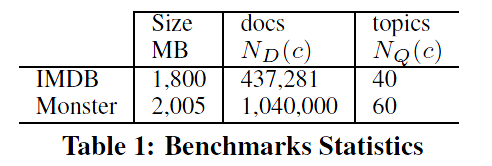 Size docs topics
MB N_D(c) N_Q(c)
IMDB 1,800 437,281 40
Monster 2,005 1,040,000 60
Table 1: Benchmarks Statistics